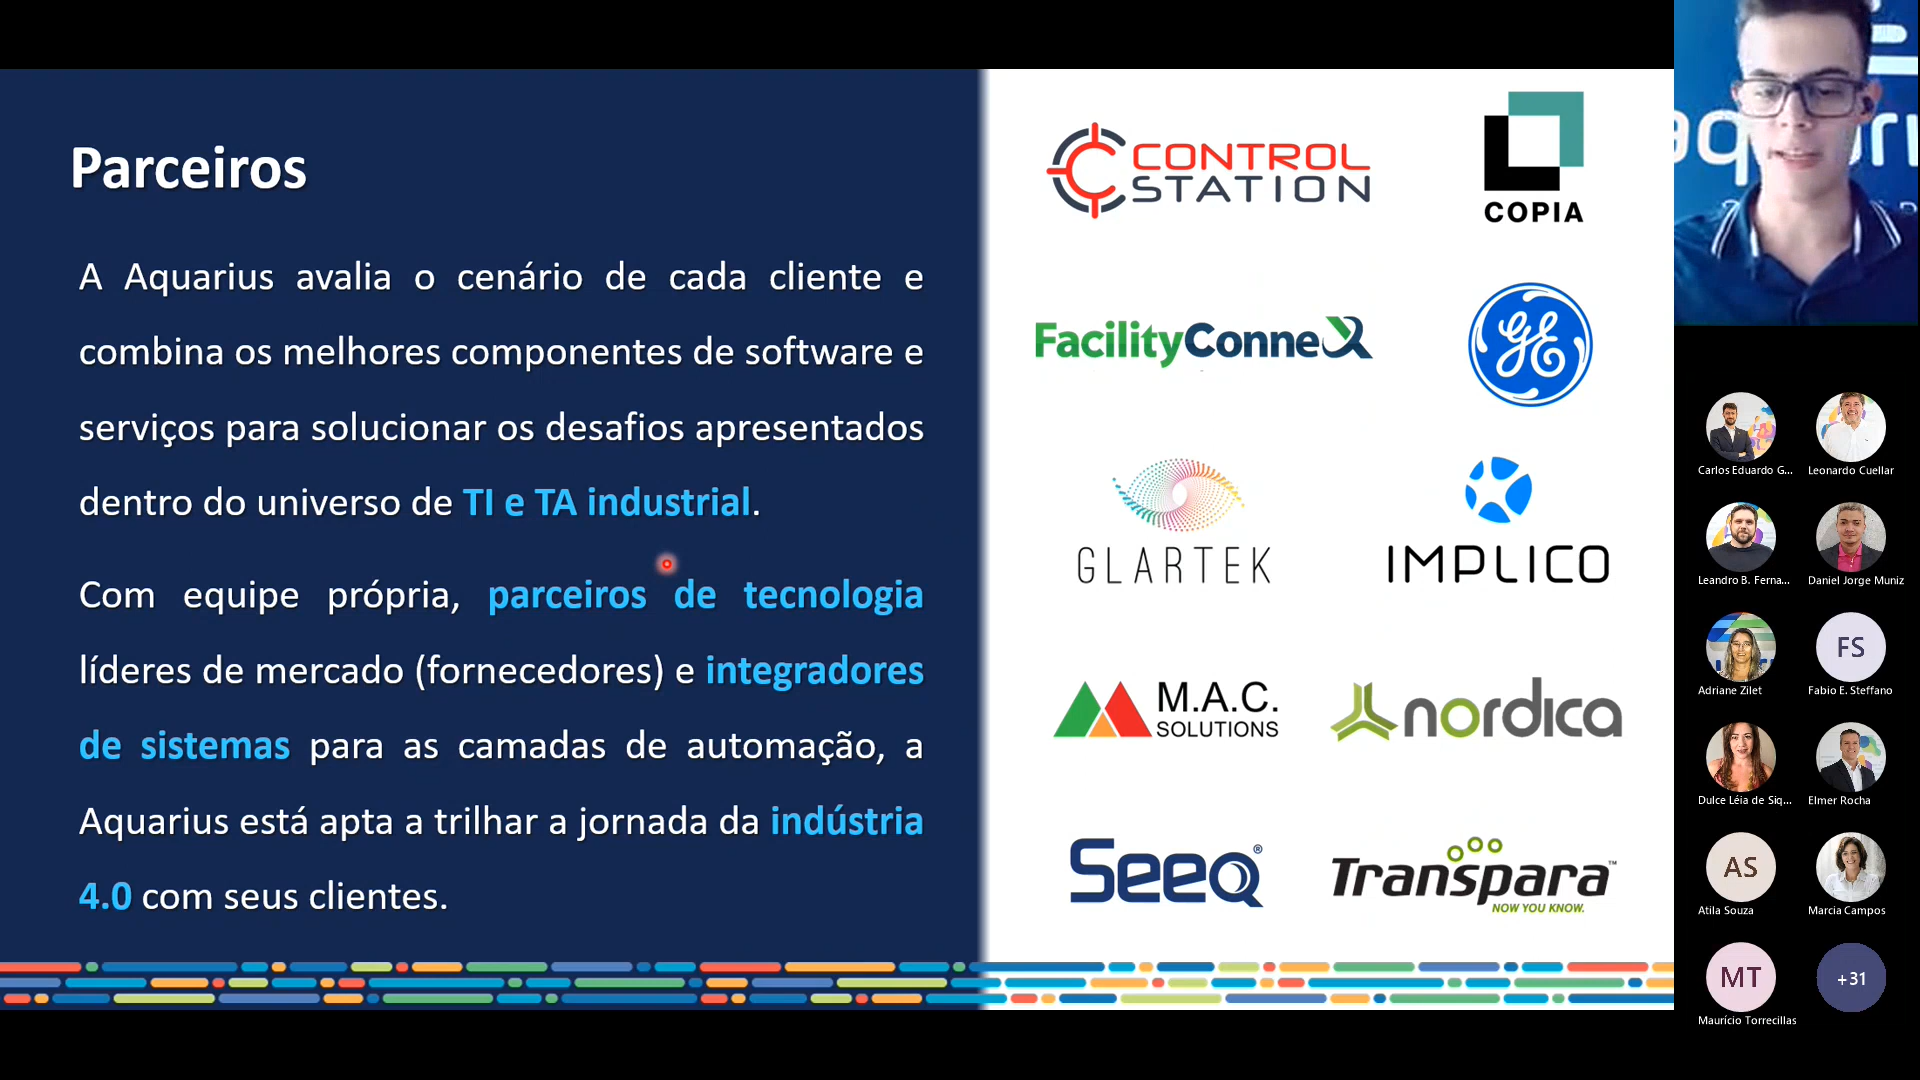 Parceiros
A Aquarius avalia o cenário de cada cliente e
combina os melhores componentes de software e
serviços para solucionar os desafios apresentados
dentro do universo de TI e TA industrial.
Com equipe própria, parceiros de tecnologia
líderes de mercado (fornecedores) e integradores
de sistemas para as camadas de automação, a
Aquarius está apta a trilhar a jornada da indústria
4.0 com seus clientes.
CONTROL
STATION
COPIA
FacilityConneX
GE
GLARTEK
IMPLICO
M.A.C.
SOLUTIONS
nordica
Seeq®
Transpara™
NOW YOU KNOW.
Carlos Eduardo G...
Leonardo Cuellar
Leandro B. Ferna...
Daniel Jorge Muniz
Adriane Zilet
FS
Fabio E. Steffano
Dulce Léia de Siq...
Elmer Rocha
AS
Atila Souza
Marcia Campos
MT
Maurício Torrecillas
+31